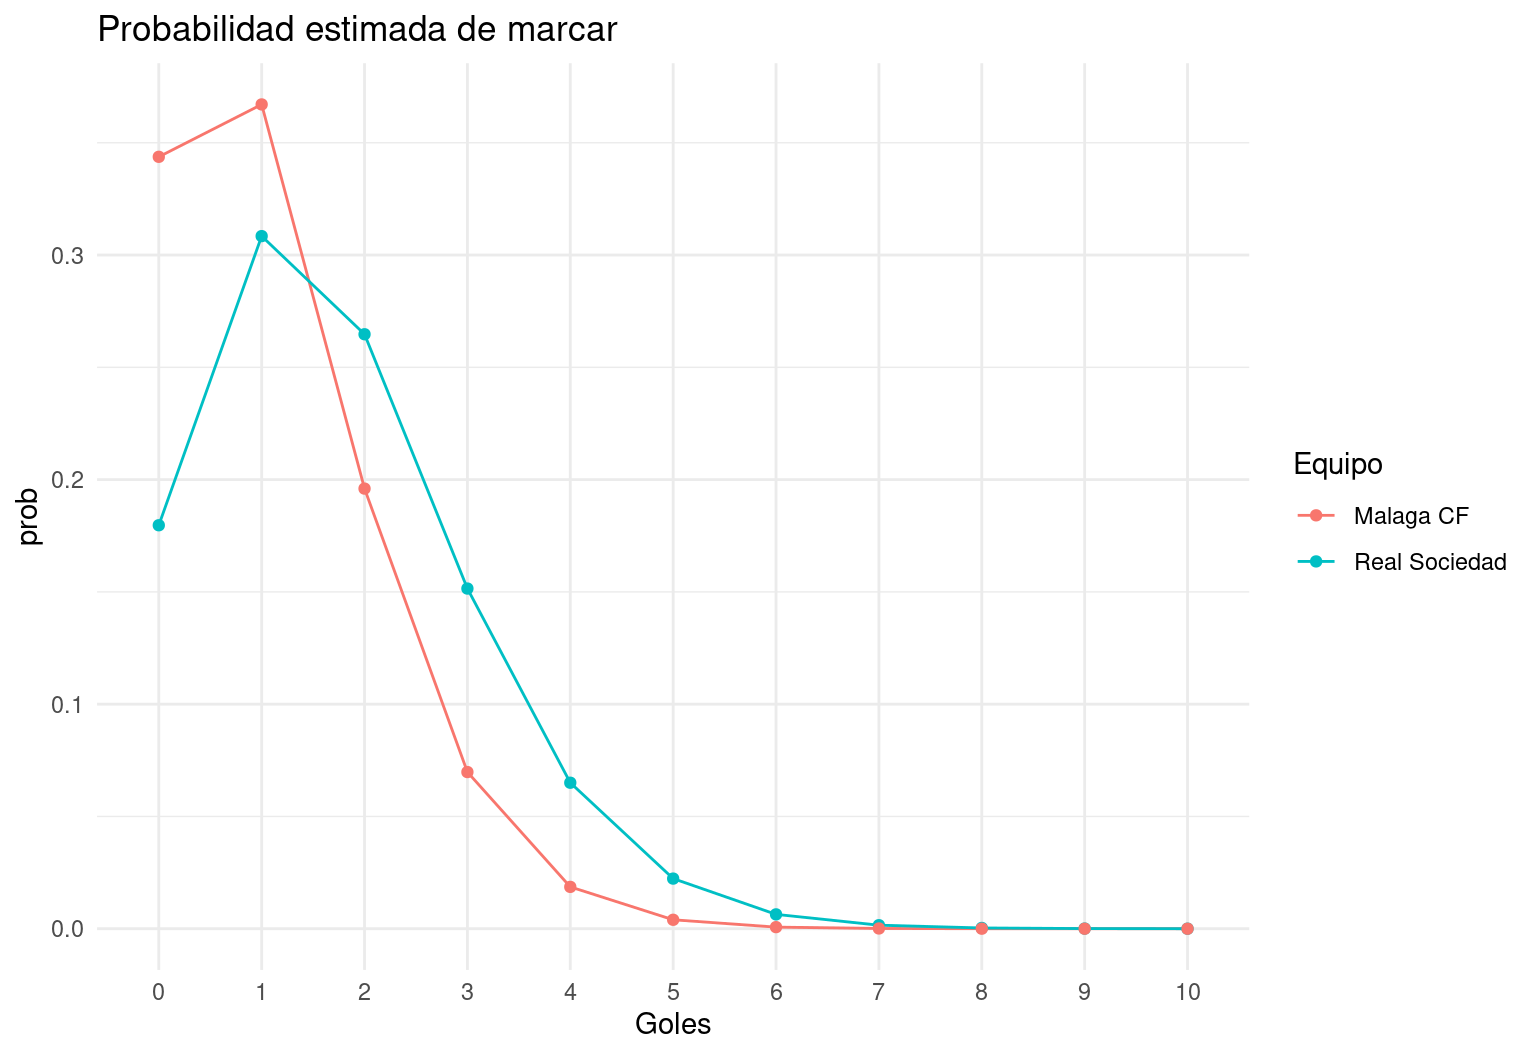 Probabilidad estimada de marcar
prob
0.3
0.2
0.1
0.0
0 1 2 3 4 5 6 7 8 9 10
Goles
Equipo
Malaga CF
Real Sociedad